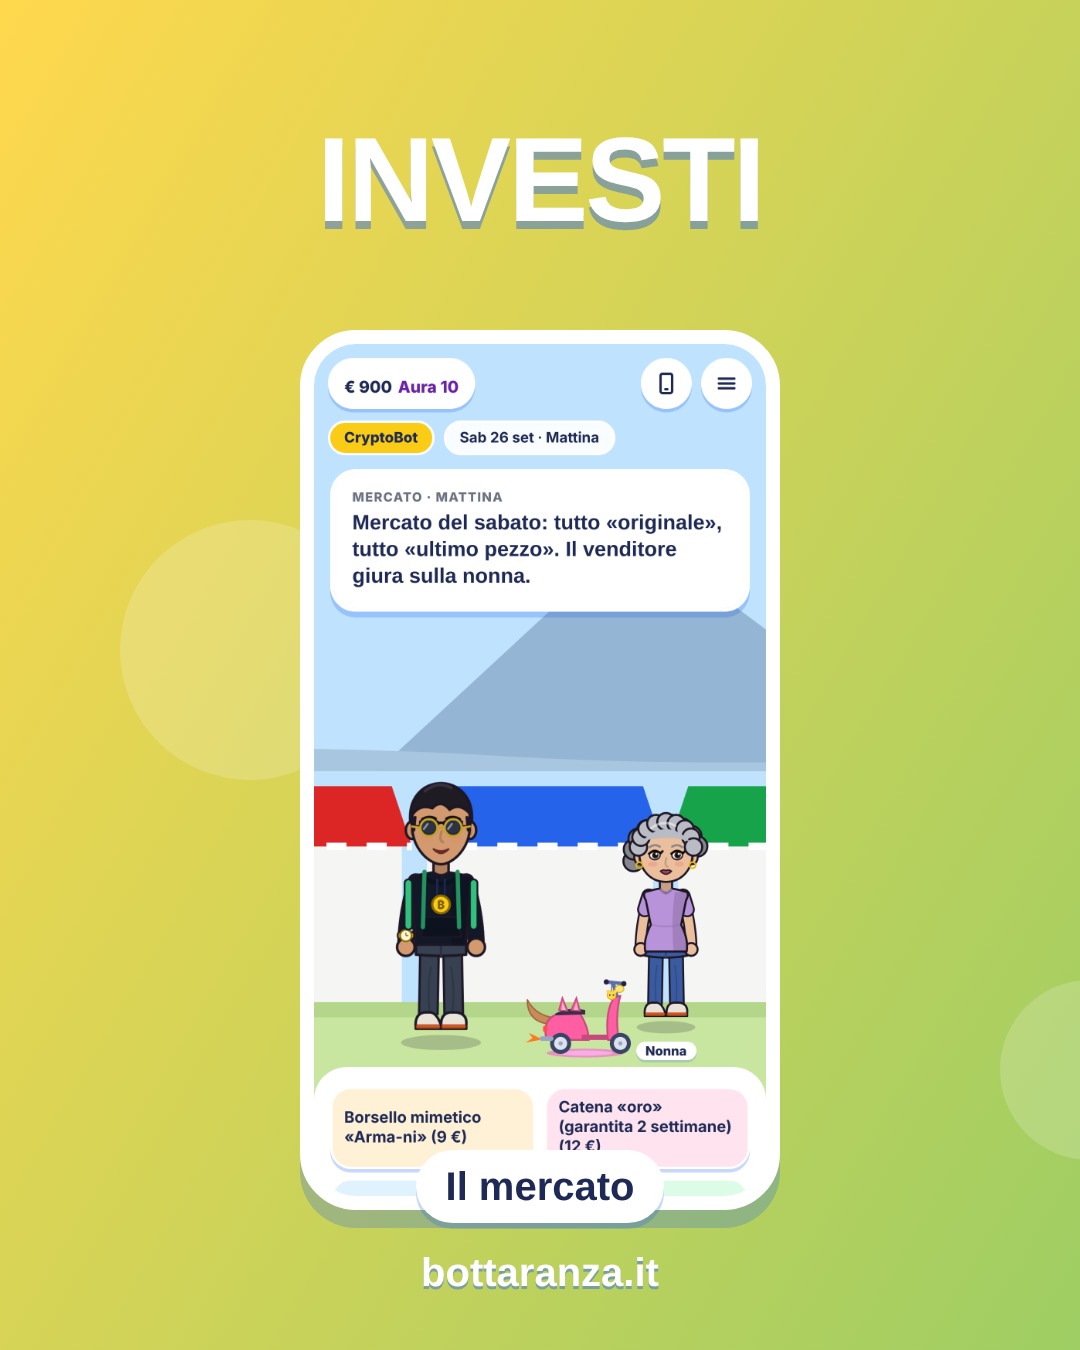 INVESTI
€ 900 Aura 10
CryptoBot
Sab 26 set · Mattina
MERCATO · MATTINA
Mercato del sabato: tutto «originale»,
tutto «ultimo pezzo». Il venditore
giura sulla nonna.
Nonna
Borsello mimetico
«Arma-ni» (9 €)
Catena «oro»
(garantita 2 settimane)
(12 €)
Il mercato
bottaranza.it